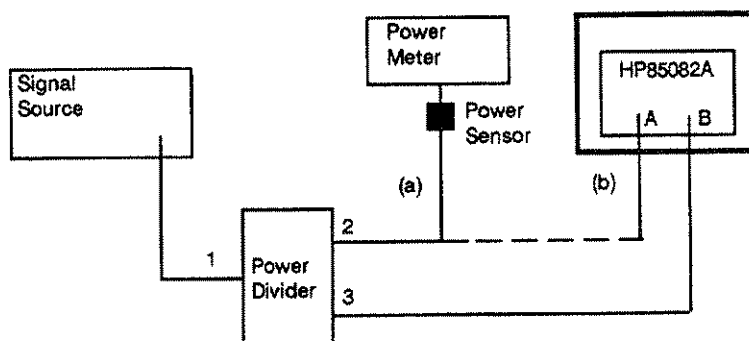 Signal
Source
Power
Meter
Power
Sensor
HP85082A
A B
(a)
(b)
1
2
3
Power
Divider